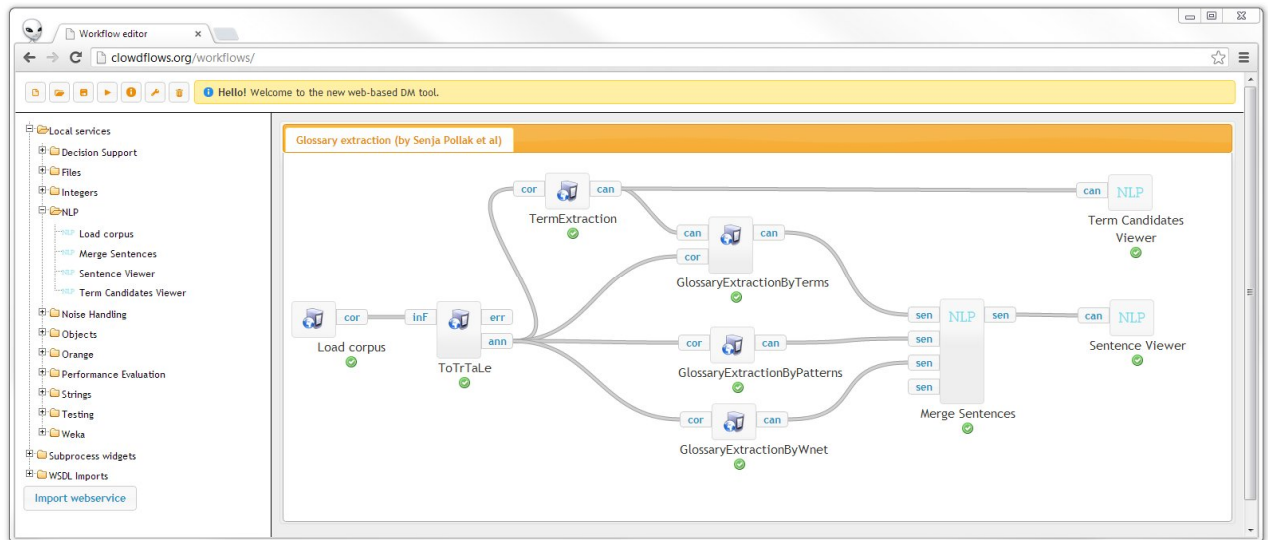 Workflow editor
clowdflows.org/workflows/
Hello! Welcome to the new web-based DM tool.
Local services
Decision Support
Files
Integers
NLP
NLP Load corpus
NLP Merge Sentences
NLP Sentence Viewer
NLP Term Candidates Viewer
Noise Handling
Objects
Orange
Performance Evaluation
Strings
Testing
Weka
Subprocess widgets
WSDL Imports
Import webservice
Glossary extraction (by Senja Pollak et al)
cor can
TermExtraction
can NLP
Term Candidates
Viewer
can can
cor
GlossaryExtractionByTerms
cor
Load corpus
inF err
ann
ToTrTaLe
cor can
GlossaryExtractionByPatterns
cor can
GlossaryExtractionByWnet
sen NLP sen
sen
sen
sen
Merge Sentences
can NLP
Sentence Viewer